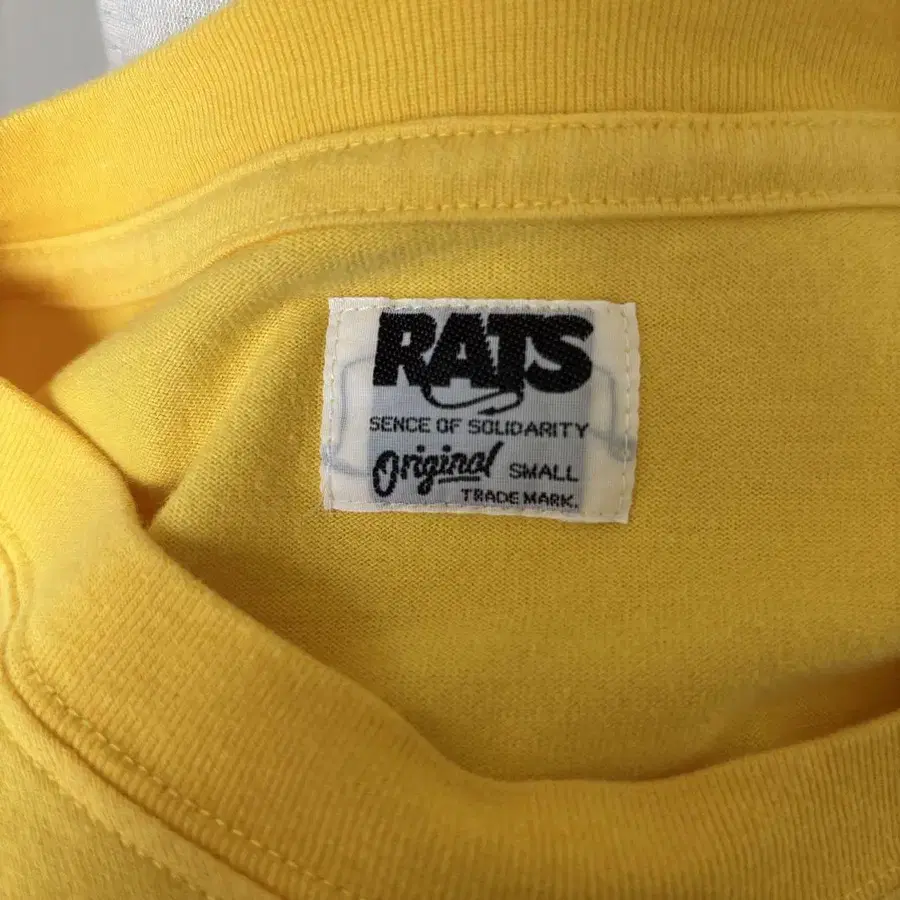 RATS
SENCE OF SOLIDARITY
Original SMALL
TRADE MARK.